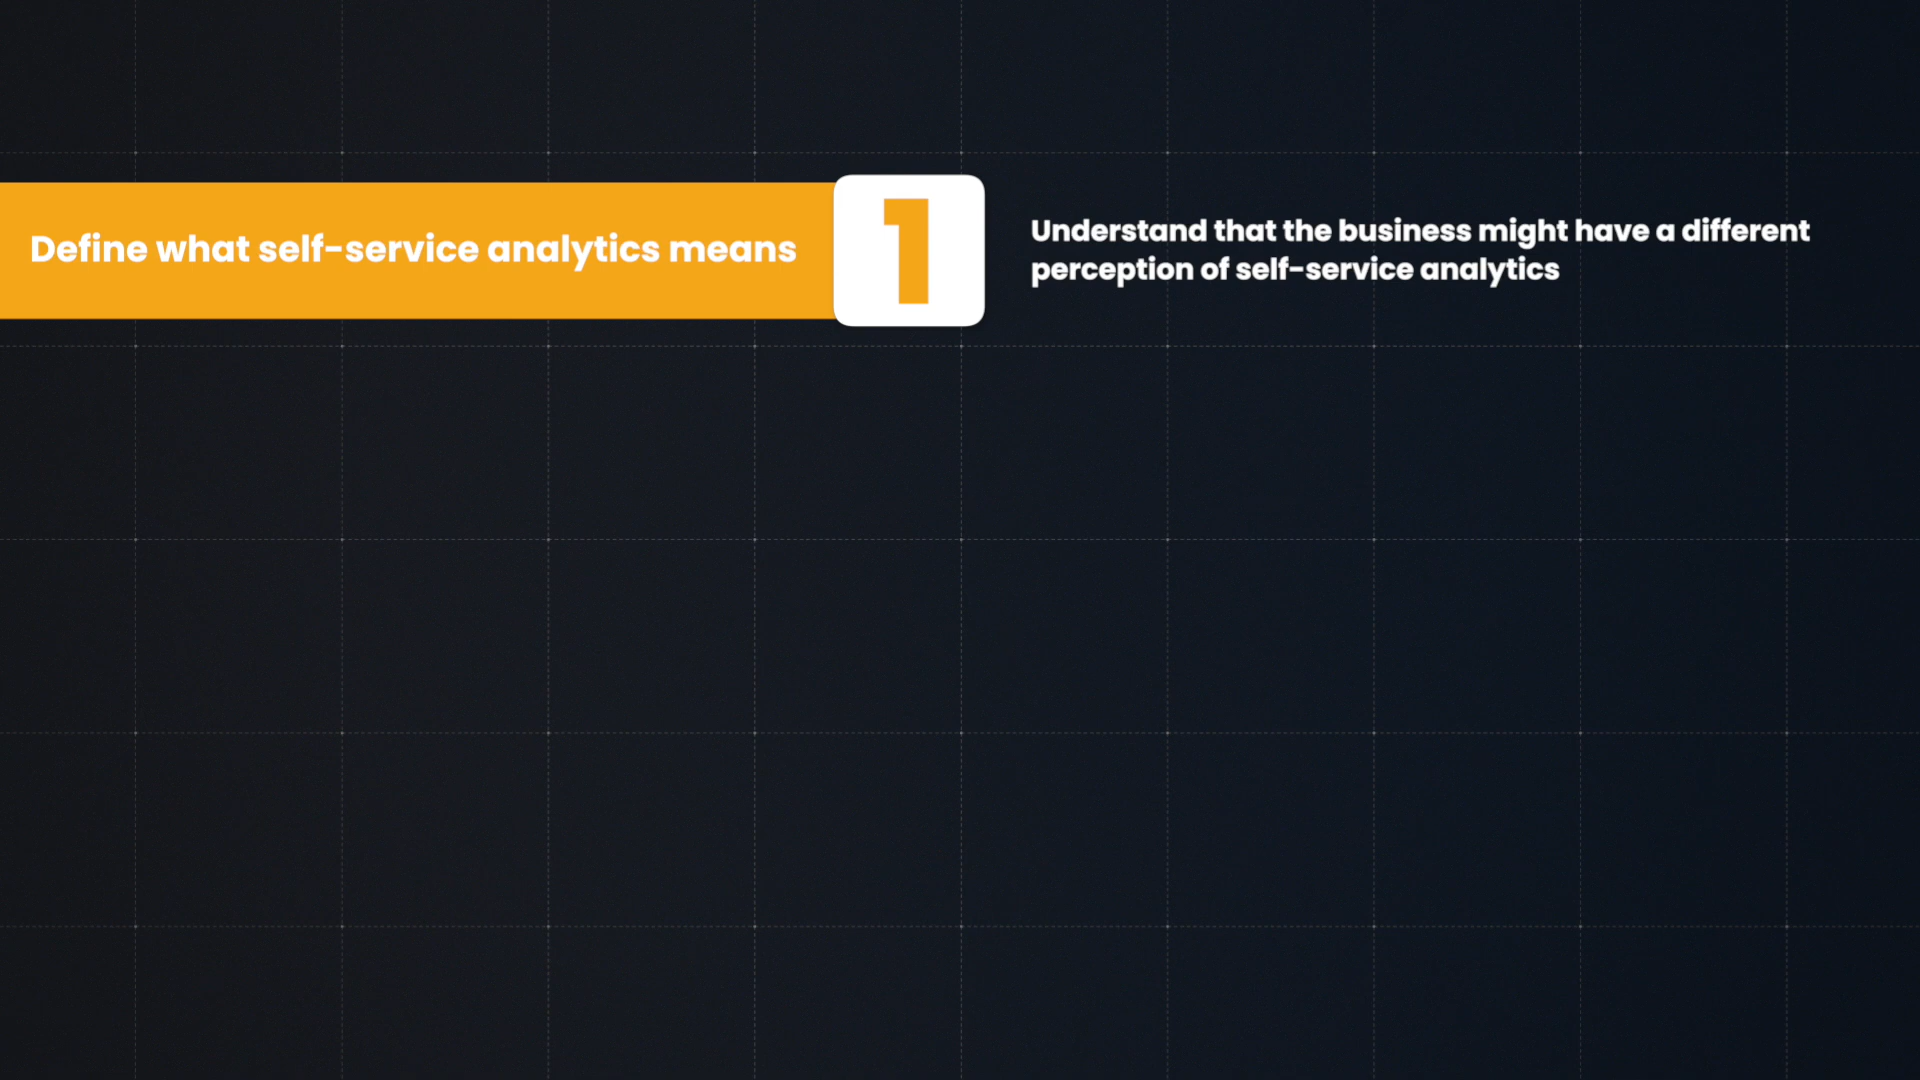 Define what self-service analytics means
1
Understand that the business might have a different
perception of self-service analytics